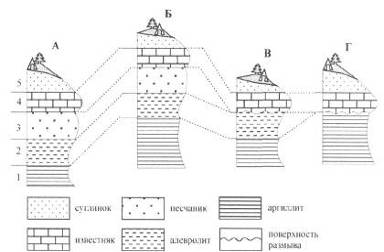 А
Б
В
Г
5
4
3
2
1
суглинок
песчаник
аргиллит
известняк
алевролит
поверхность
размыва